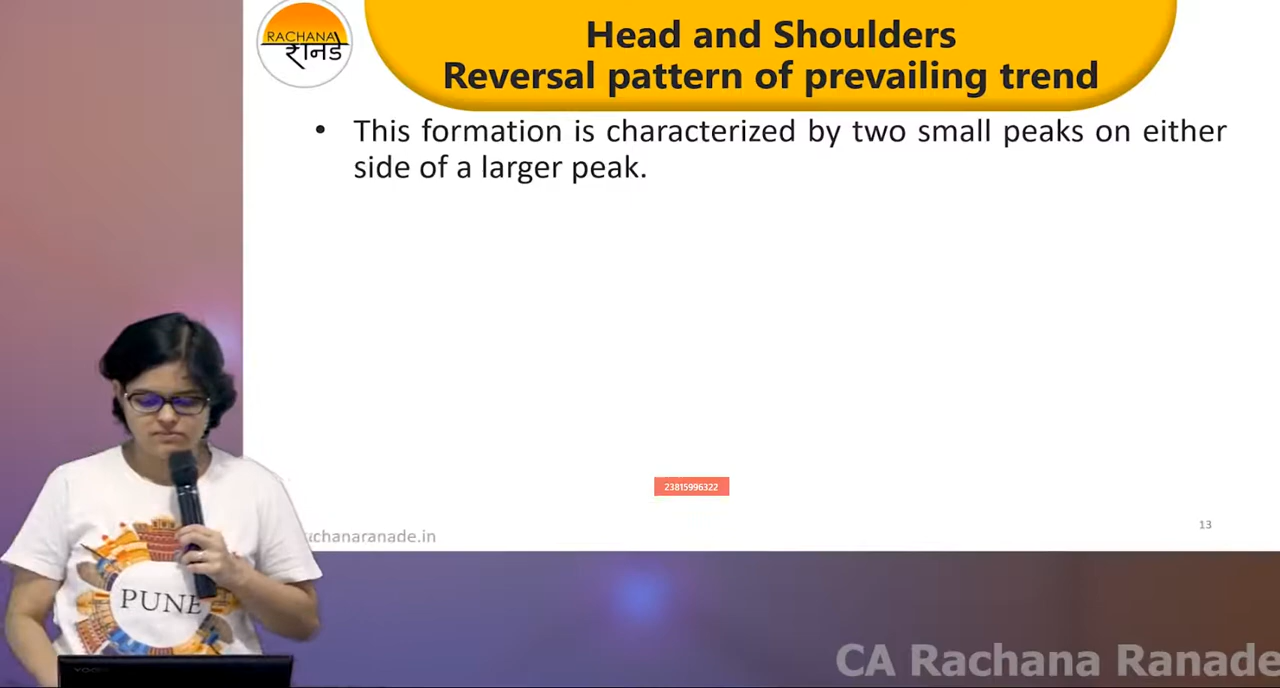 RACHANA
रानडे
Head and Shoulders
Reversal pattern of prevailing trend
• This formation is characterized by two small peaks on either
side of a larger peak.
23815996322
chanaranade.in
13
PUNE
CA Rachana Ranade